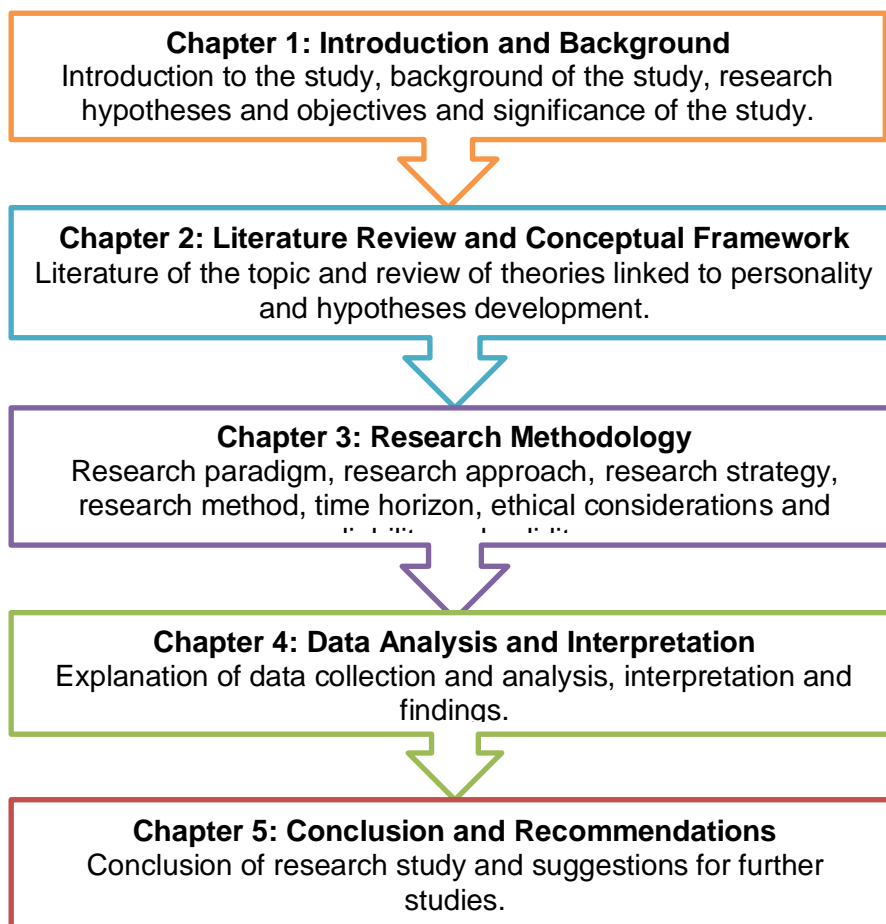 Chapter 1: Introduction and Background
Introduction to the study, background of the study, research
hypotheses and objectives and significance of the study.
Chapter 2: Literature Review and Conceptual Framework
Literature of the topic and review of theories linked to personality
and hypotheses development.
Chapter 3: Research Methodology
Research paradigm, research approach, research strategy,
research method, time horizon, ethical considerations and
Chapter 4: Data Analysis and Interpretation
Explanation of data collection and analysis, interpretation and
findings.
Chapter 5: Conclusion and Recommendations
Conclusion of research study and suggestions for further
studies.